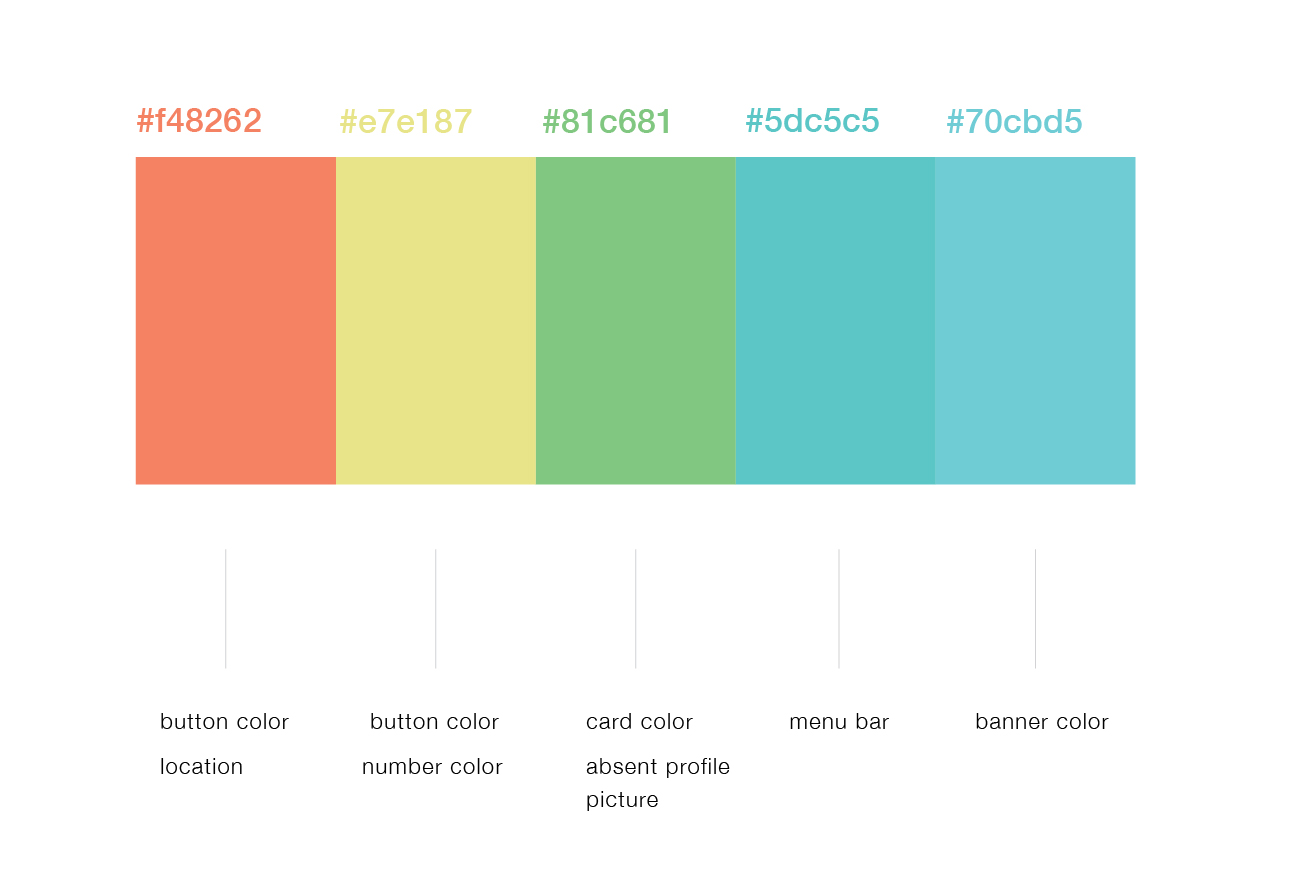 #f48262
#e7e187
#81c681
#5dc5c5
#70cbd5
button color
location
button color
number color
card color
absent profile
picture
menu bar
banner color